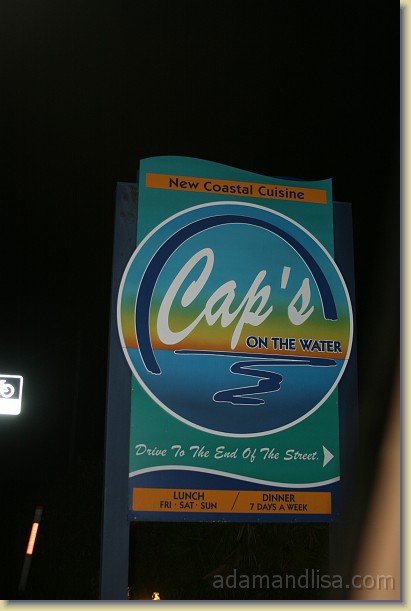 New Coastal Cuisine
Cap's
ON THE WATER
Drive To The End Of The Street.
LUNCH / DINNER
FRI · SAT · SUN 7 DAYS A WEEK
adamandlisa.com